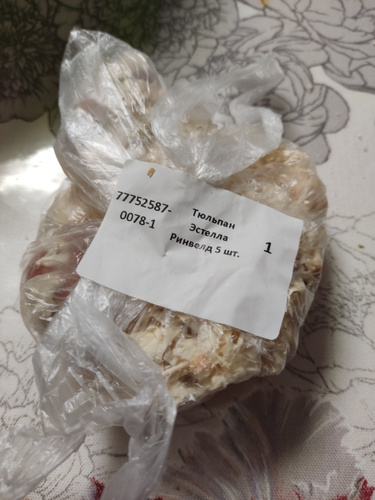 77752587-
0078-1
Тюльпан
Эстелла
Ринвелд 5 шт.
1